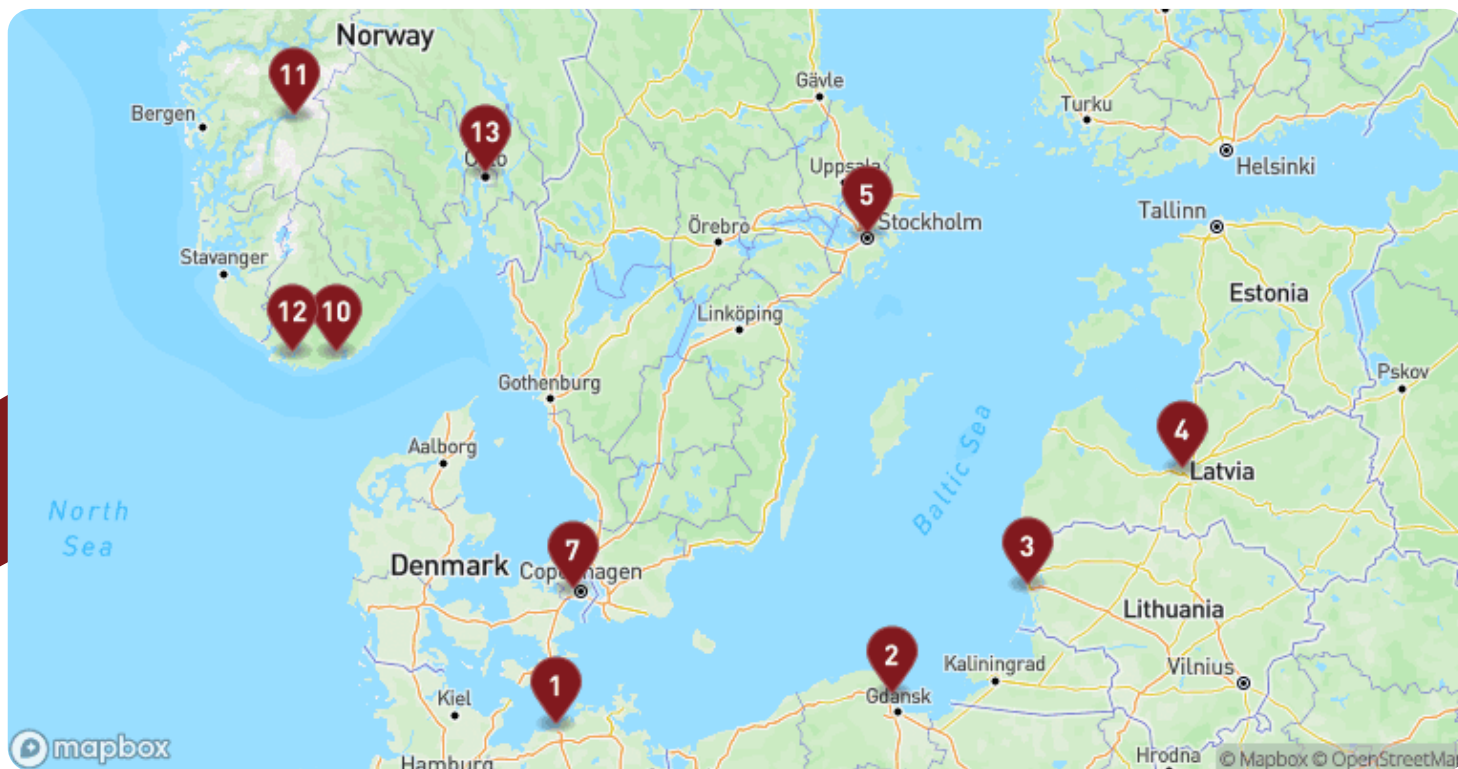 Norway
11
Gävle
Bergen
Turku
13
Helsinki
Uppsala
5
Stockholm
Tallinn
Örebro
Stavanger
Estonia
12
10
Linköping
Pskov
Gothenburg
Aalborg
4
Latvia
Baltic Sea
North
Sea
3
7
Denmark
Copenhagen
Lithuania
2
Kaliningrad
Vilnius
1
Gdansk
Kiel
mapbox
Hamburg
Hrodna
© Mapbox © OpenStreetMap